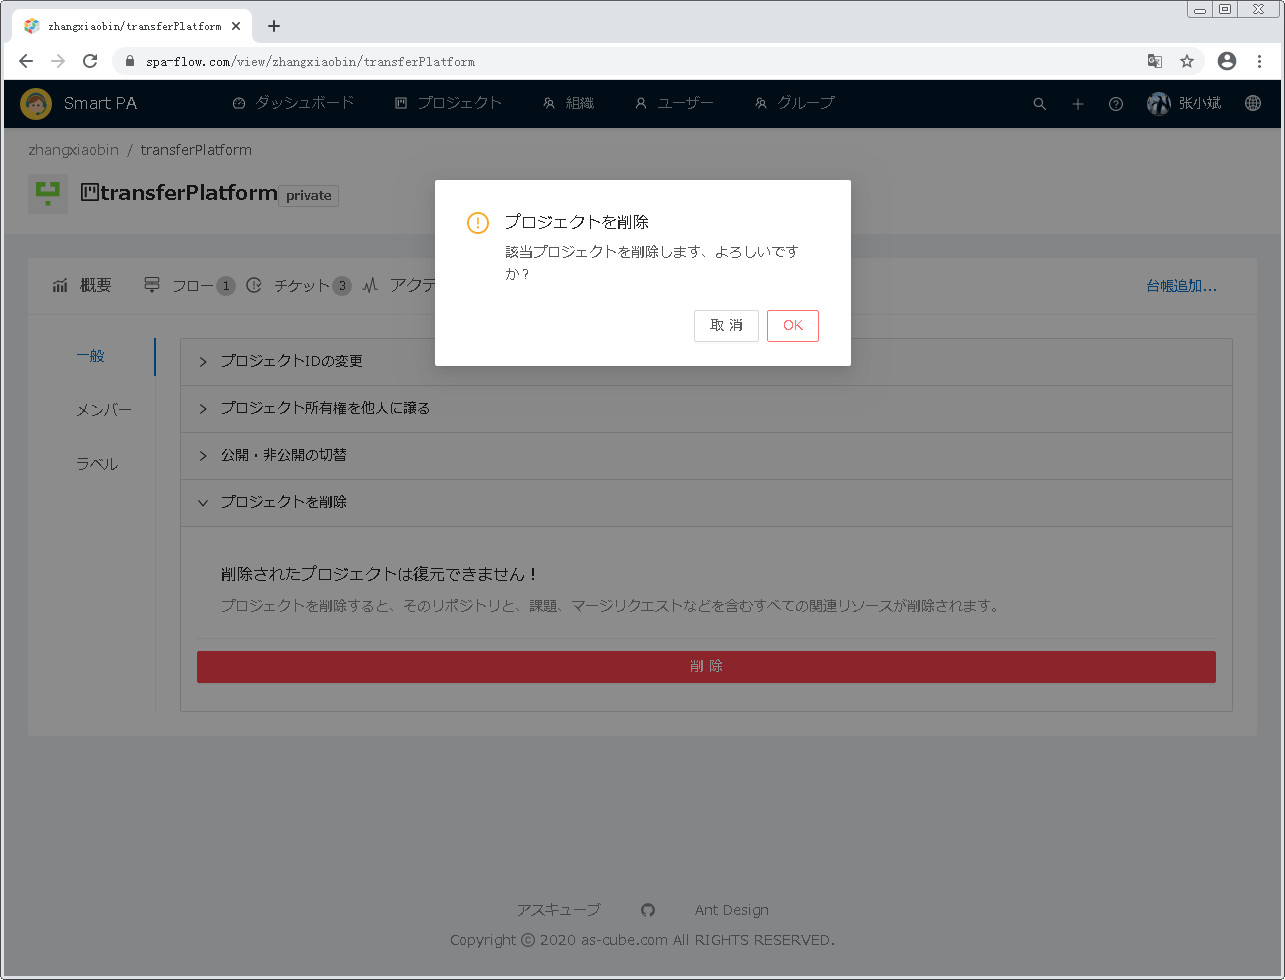 zhangxiaobin/transferPlatform
spa-flow.com/view/zhangxiaobin/transferPlatform
Smart PA ダッシュボード プロジェクト 組織 ユーザー グループ 张小斌
zhangxiaobin / transferPlatform
transferPlatform private
プロジェクトを削除
該当プロジェクトを削除します、よろしいです
か？
取 消 OK
概要 フロー 1 チケット 3 アクテ 台帳追加...
一般
メンバー
ラベル
プロジェクトIDの変更
プロジェクト所有権を他人に譲る
公開・非公開の切替
プロジェクトを削除
削除されたプロジェクトは復元できません！
プロジェクトを削除すると、そのリポジトリと、課題、マージリクエストなどを含むすべての関連リソースが削除されます。
削 除
アスキューブ Ant Design
Copyright © 2020 as-cube.com All RIGHTS RESERVED.